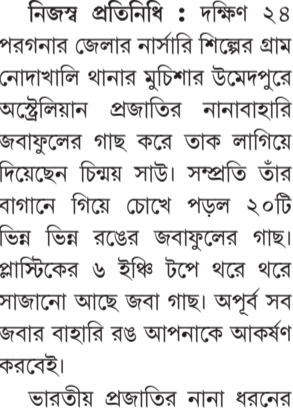 নিজস্ব প্রতিনিধি : দক্ষিণ ২৪
পরগনার জেলার নার্সারি শিল্পের গ্রাম
নোদাখালি থানার মুচিশার উমেদপুরে
অস্ট্রেলিয়ান প্রজাতির নানাবাহারি
জবাফুলের গাছ করে তাক লাগিয়ে
দিয়েছেন চিন্ময় সাউ। সম্প্রতি তাঁর
বাগানে গিয়ে চোখে পড়ল ২০টি
ভিন্ন ভিন্ন রঙের জবাফুলের গাছ।
প্লাস্টিকের ৬ ইঞ্চি টপে থরে থরে
সাজানো আছে জবা গাছ। অপূর্ব সব
জবার বাহারি রঙ আপনাকে আকর্ষণ
করবেই।
ভারতীয় প্রজাতির নানা ধরনের